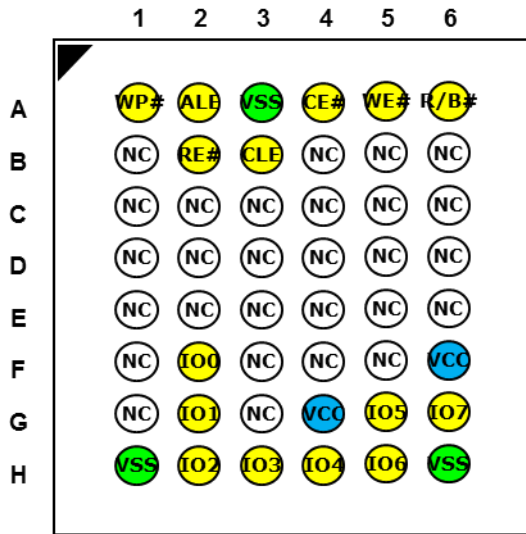 1 2 3 4 5 6
A WP# ALE VSS CE# WE# R/B#
B NC RE# CLE NC NC NC
C NC NC NC NC NC NC
D NC NC NC NC NC NC
E NC NC NC NC NC NC
F NC IO0 NC NC NC VCC
G NC IO1 NC VCC IO5 IO7
H VSS IO2 IO3 IO4 IO6 VSS